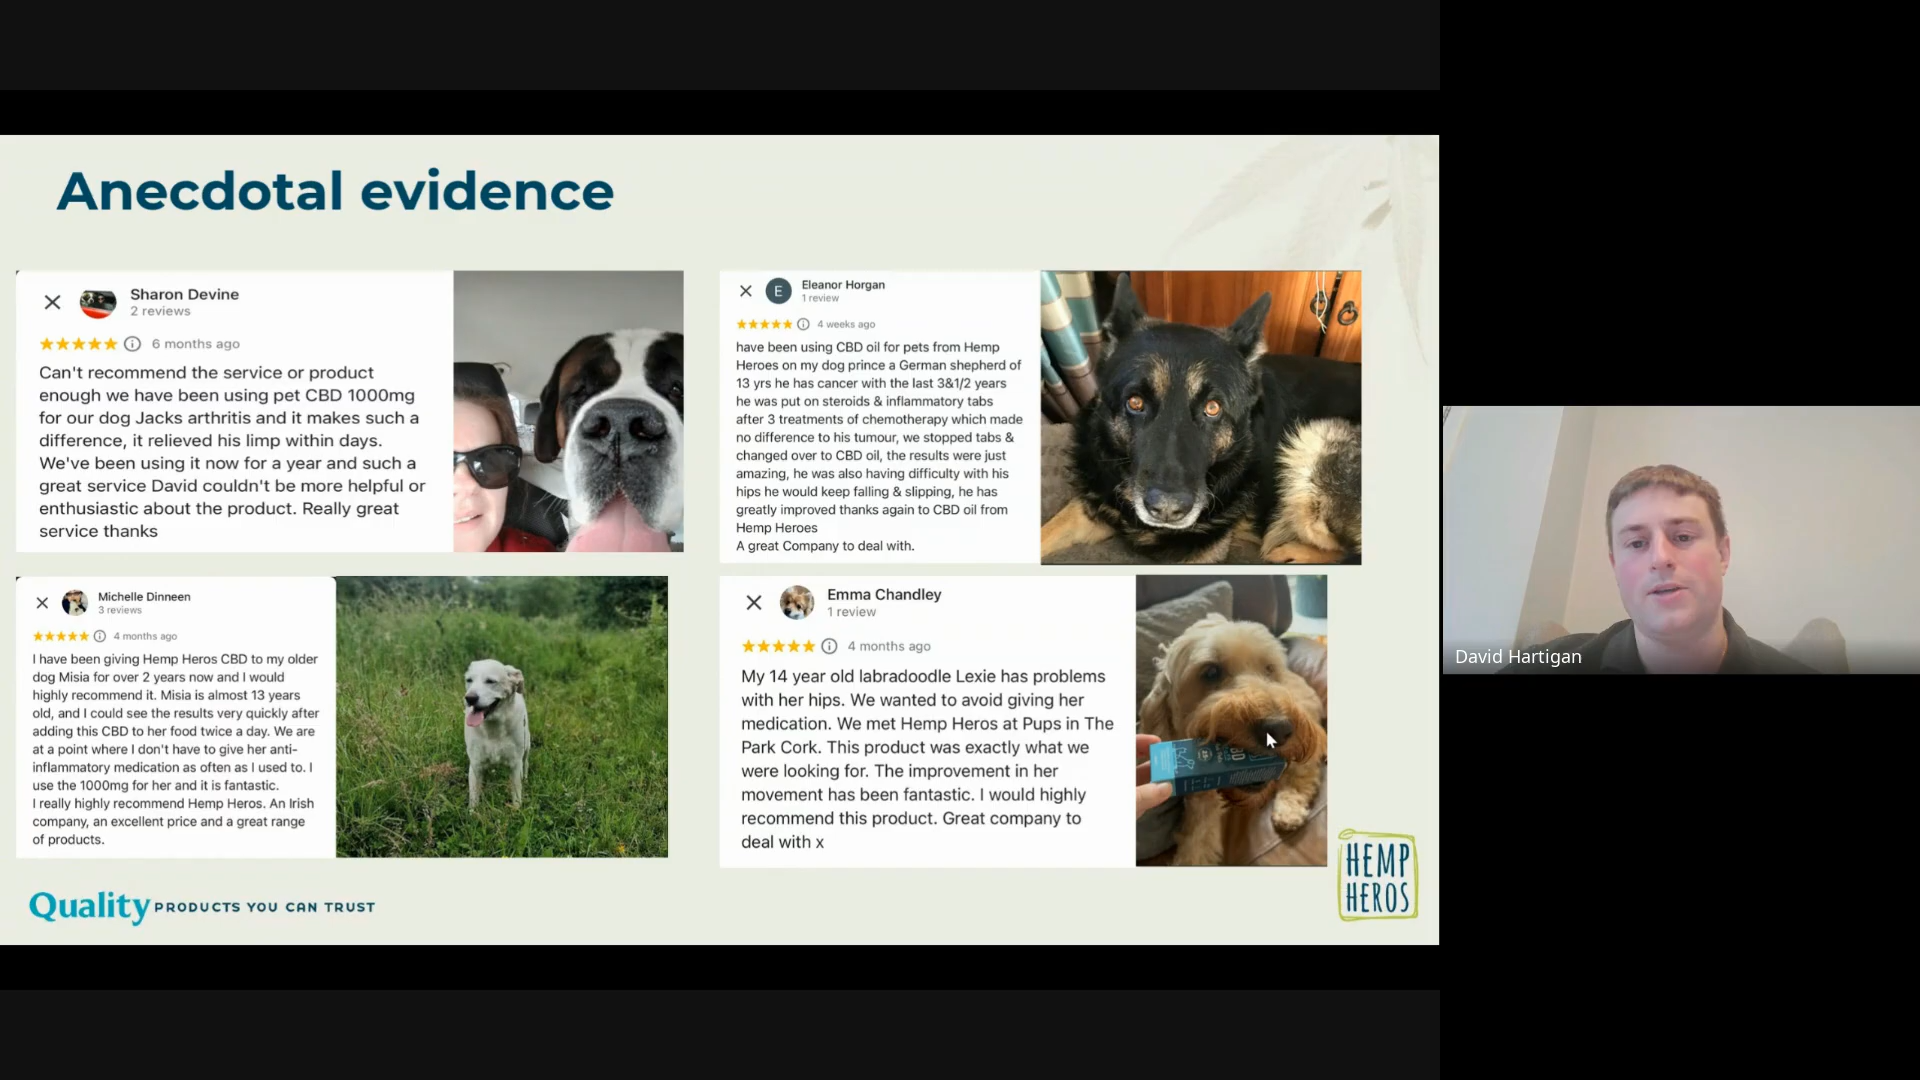 Anecdotal evidence
Sharon Devine
2 reviews
6 months ago
Can't recommend the service or product
enough we have been using pet CBD 1000mg
for our dog Jacks arthritis and it makes such a
difference, it relieved his limp within days.
We've been using it now for a year and such a
great service David couldn't be more helpful or
enthusiastic about the product. Really great
service thanks
E
Eleanor Horgan
1 review
4 weeks ago
have been using CBD oil for pets from Hemp
Heroes on my dog prince a German shepherd of
13 yrs he has cancer with the last 3&1/2 years
he was put on steroids & inflammatory tabs
after 3 treatments of chemotherapy which made
no difference to his tumour, we stopped tabs &
changed over to CBD oil, the results were just
amazing, he was also having difficulty with his
hips he would keep falling & slipping, he has
greatly improved thanks again to CBD oil from
Hemp Heroes
A great Company to deal with.
Michelle Dinneen
3 reviews
4 months ago
I have been giving Hemp Heros CBD to my older
dog Misia for over 2 years now and I would
highly recommend it. Misia is almost 13 years
old, and I could see the results very quickly after
adding this CBD to her food twice a day. We are
at a point where I don't have to give her anti-
inflammatory medication as often as I used to. I
use the 1000mg for her and it is fantastic.
I really highly recommend Hemp Heros. An Irish
company, an excellent price and a great range
of products.
Emma Chandley
1 review
4 months ago
My 14 year old labradoodle Lexie has problems
with her hips. We wanted to avoid giving her
medication. We met Hemp Heros at Pups in The
Park Cork. This product was exactly what we
were looking for. The improvement in her
movement has been fantastic. I would highly
recommend this product. Great company to
deal with x
Quality PRODUCTS YOU CAN TRUST
HEMP
HEROS
David Hartigan